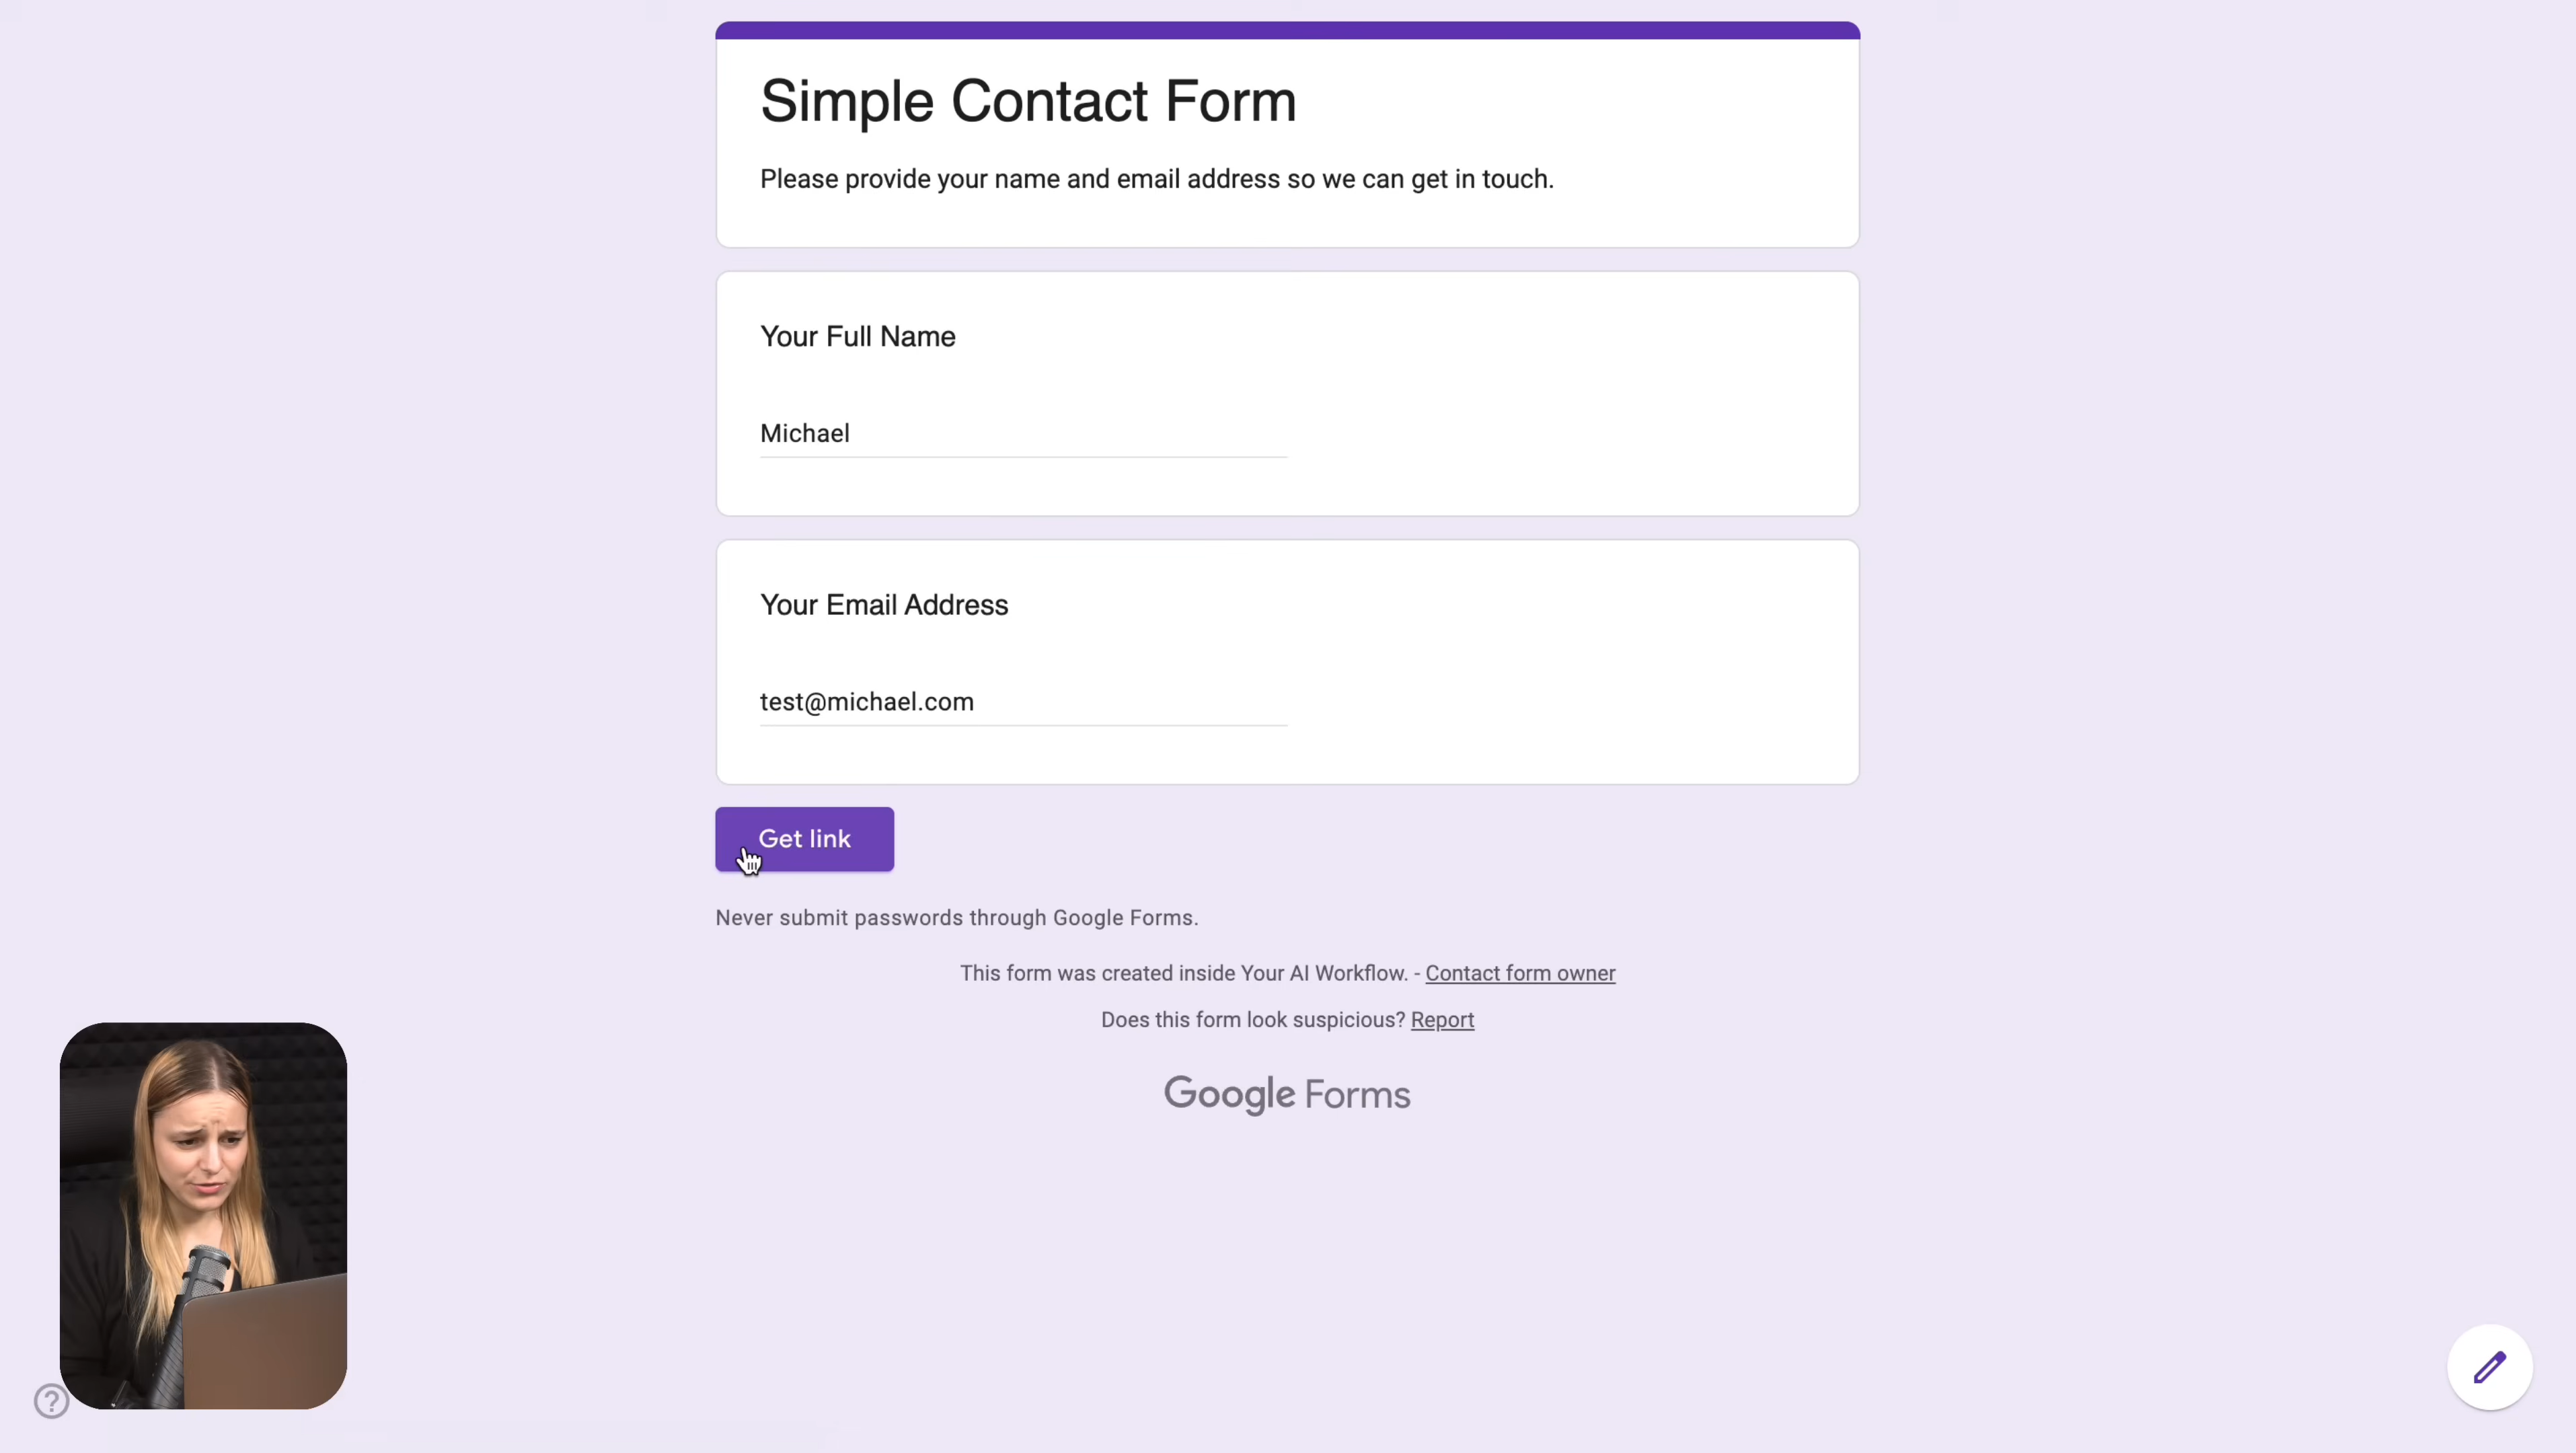 Simple Contact Form
Please provide your name and email address so we can get in touch.
Your Full Name
Michael
Your Email Address
test@michael.com
Get link
Never submit passwords through Google Forms.
This form was created inside Your AI Workflow. - Contact form owner
Does this form look suspicious? Report
Google Forms